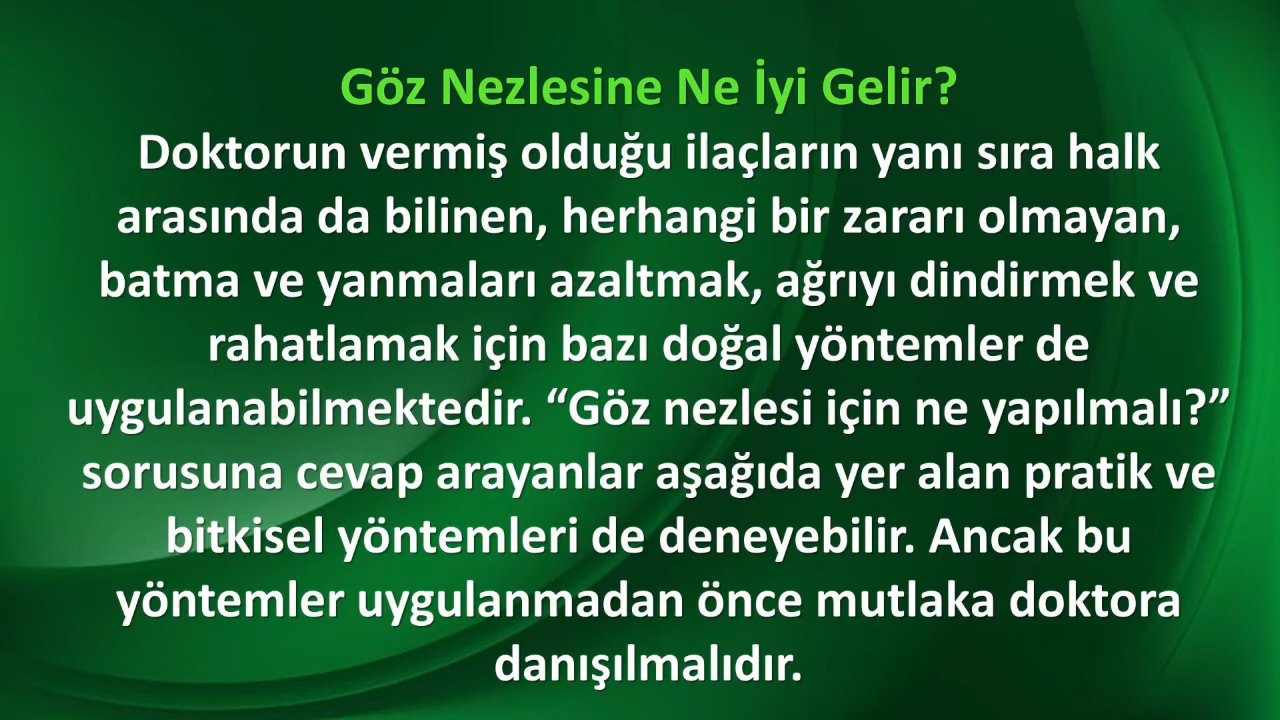 Göz Nezlesine Ne İyi Gelir?
Doktorun vermiş olduğu ilaçların yanı sıra halk
arasında da bilinen, herhangi bir zararı olmayan,
batma ve yanmaları azaltmak, ağrıyı dindirmek ve
rahatlamak için bazı doğal yöntemler de
uygulanabilmektedir. “Göz nezlesi için ne yapılmalı?”
sorusuna cevap arayanlar aşağıda yer alan pratik ve
bitkisel yöntemleri de deneyebilir. Ancak bu
yöntemler uygulanmadan önce mutlaka doktora
danışılmalıdır.